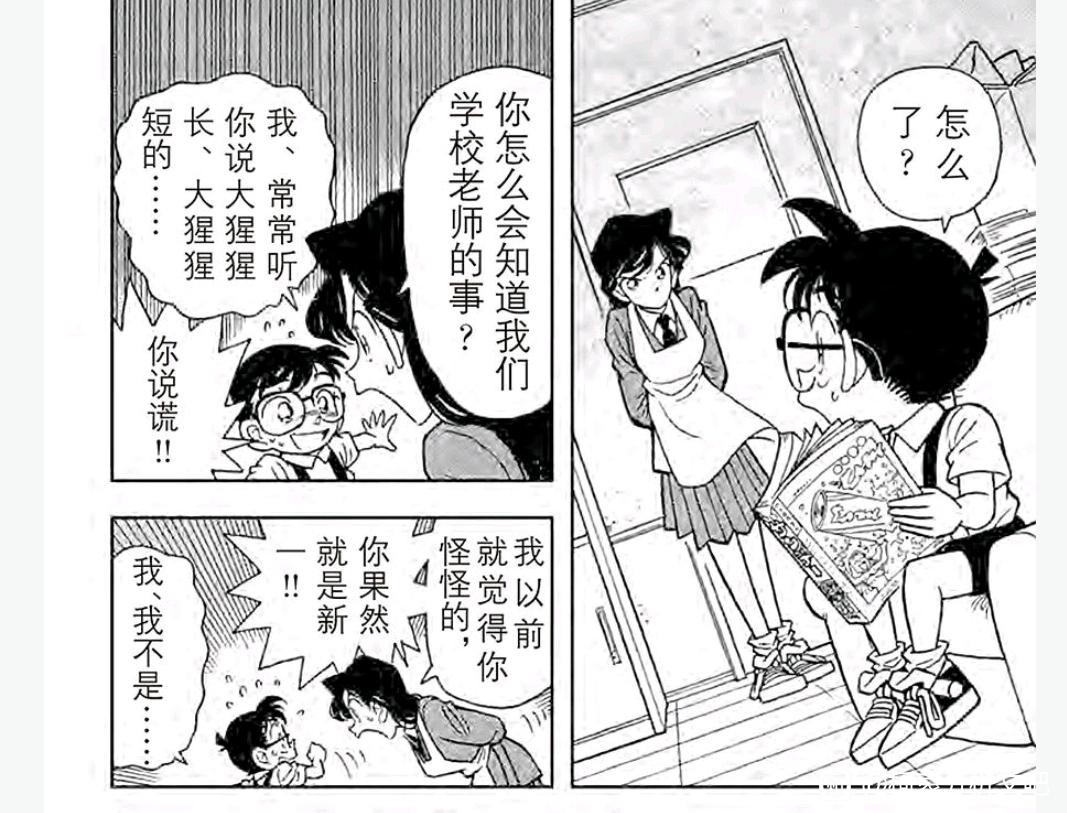 怎么
了？
你怎么会知道我们
学校老师的事？
我、常常听
你说大猩猩
长、大猩猩
短的……
你说谎!!
我以前
就觉得你
怪怪的，
你果然
就是新
一!!
我、我不是……